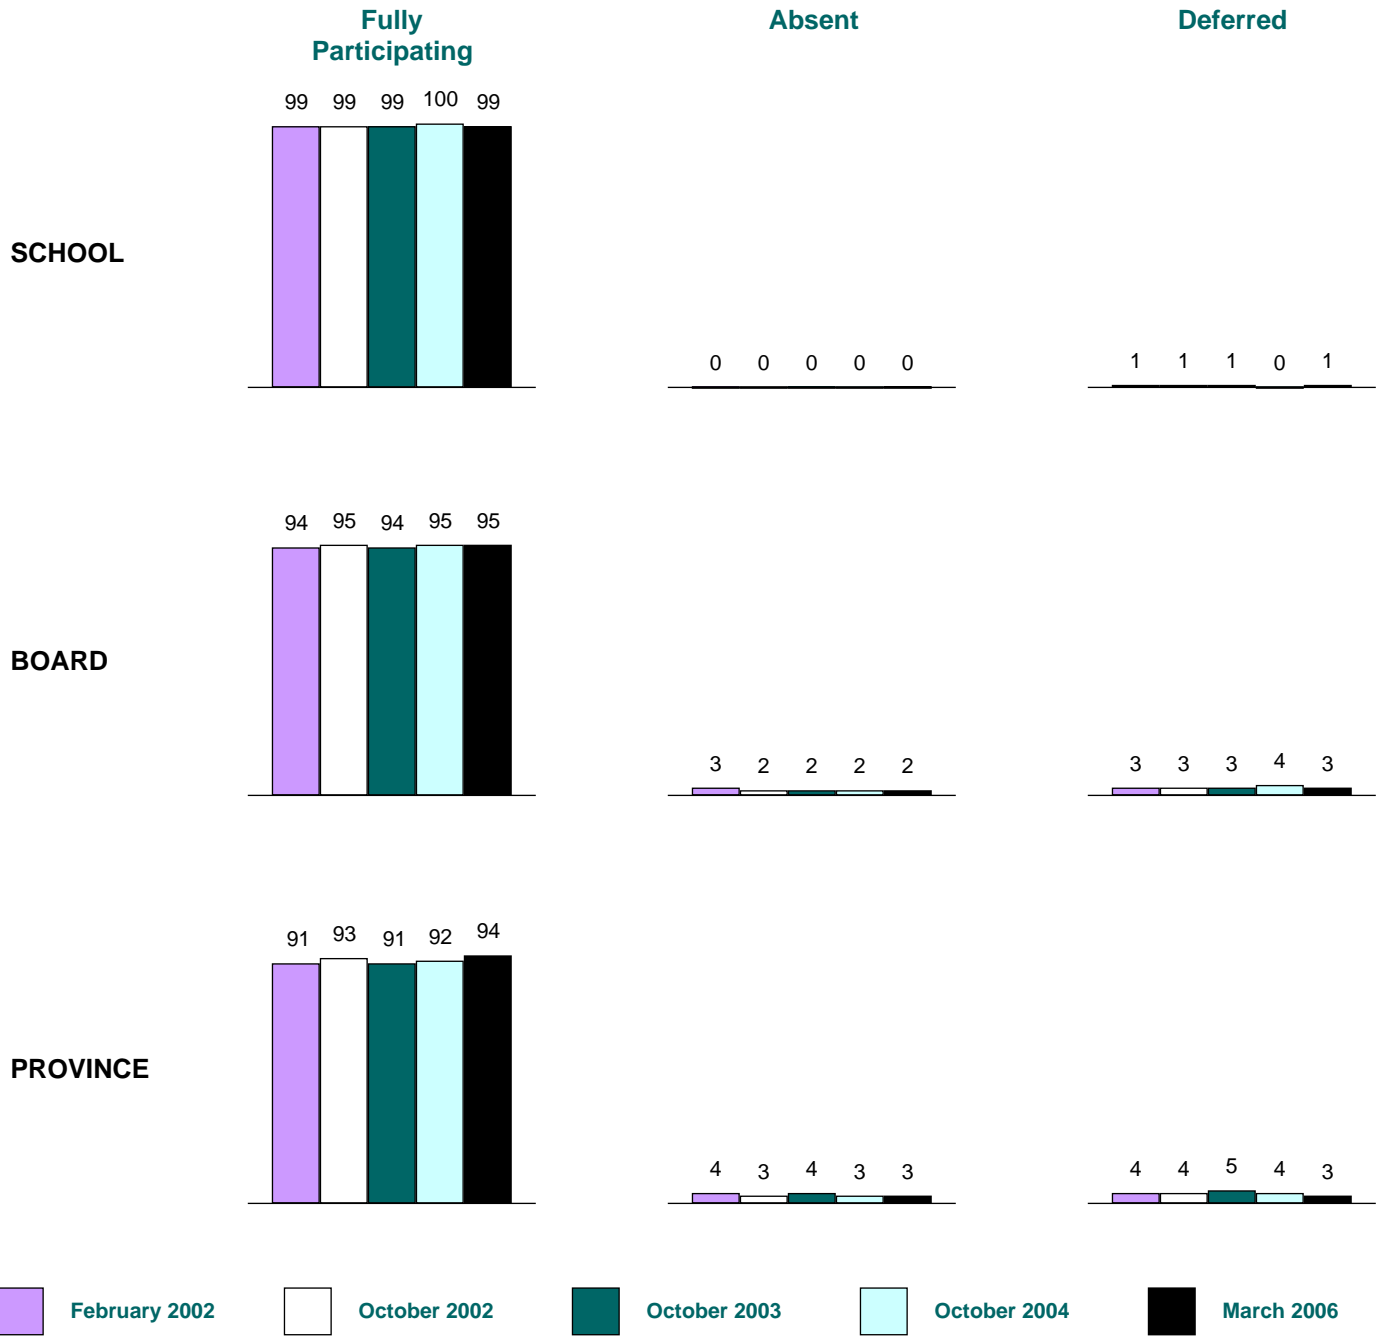 Fully
Participating
Absent
Deferred
99 99 99 100 99
SCHOOL
0 0 0 0 0
1 1 1 0 1
94 95 94 95 95
BOARD
3 2 2 2 2
3 3 3 4 3
91 93 91 92 94
PROVINCE
4 3 4 3 3
4 4 5 4 3
February 2002
October 2002
October 2003
October 2004
March 2006